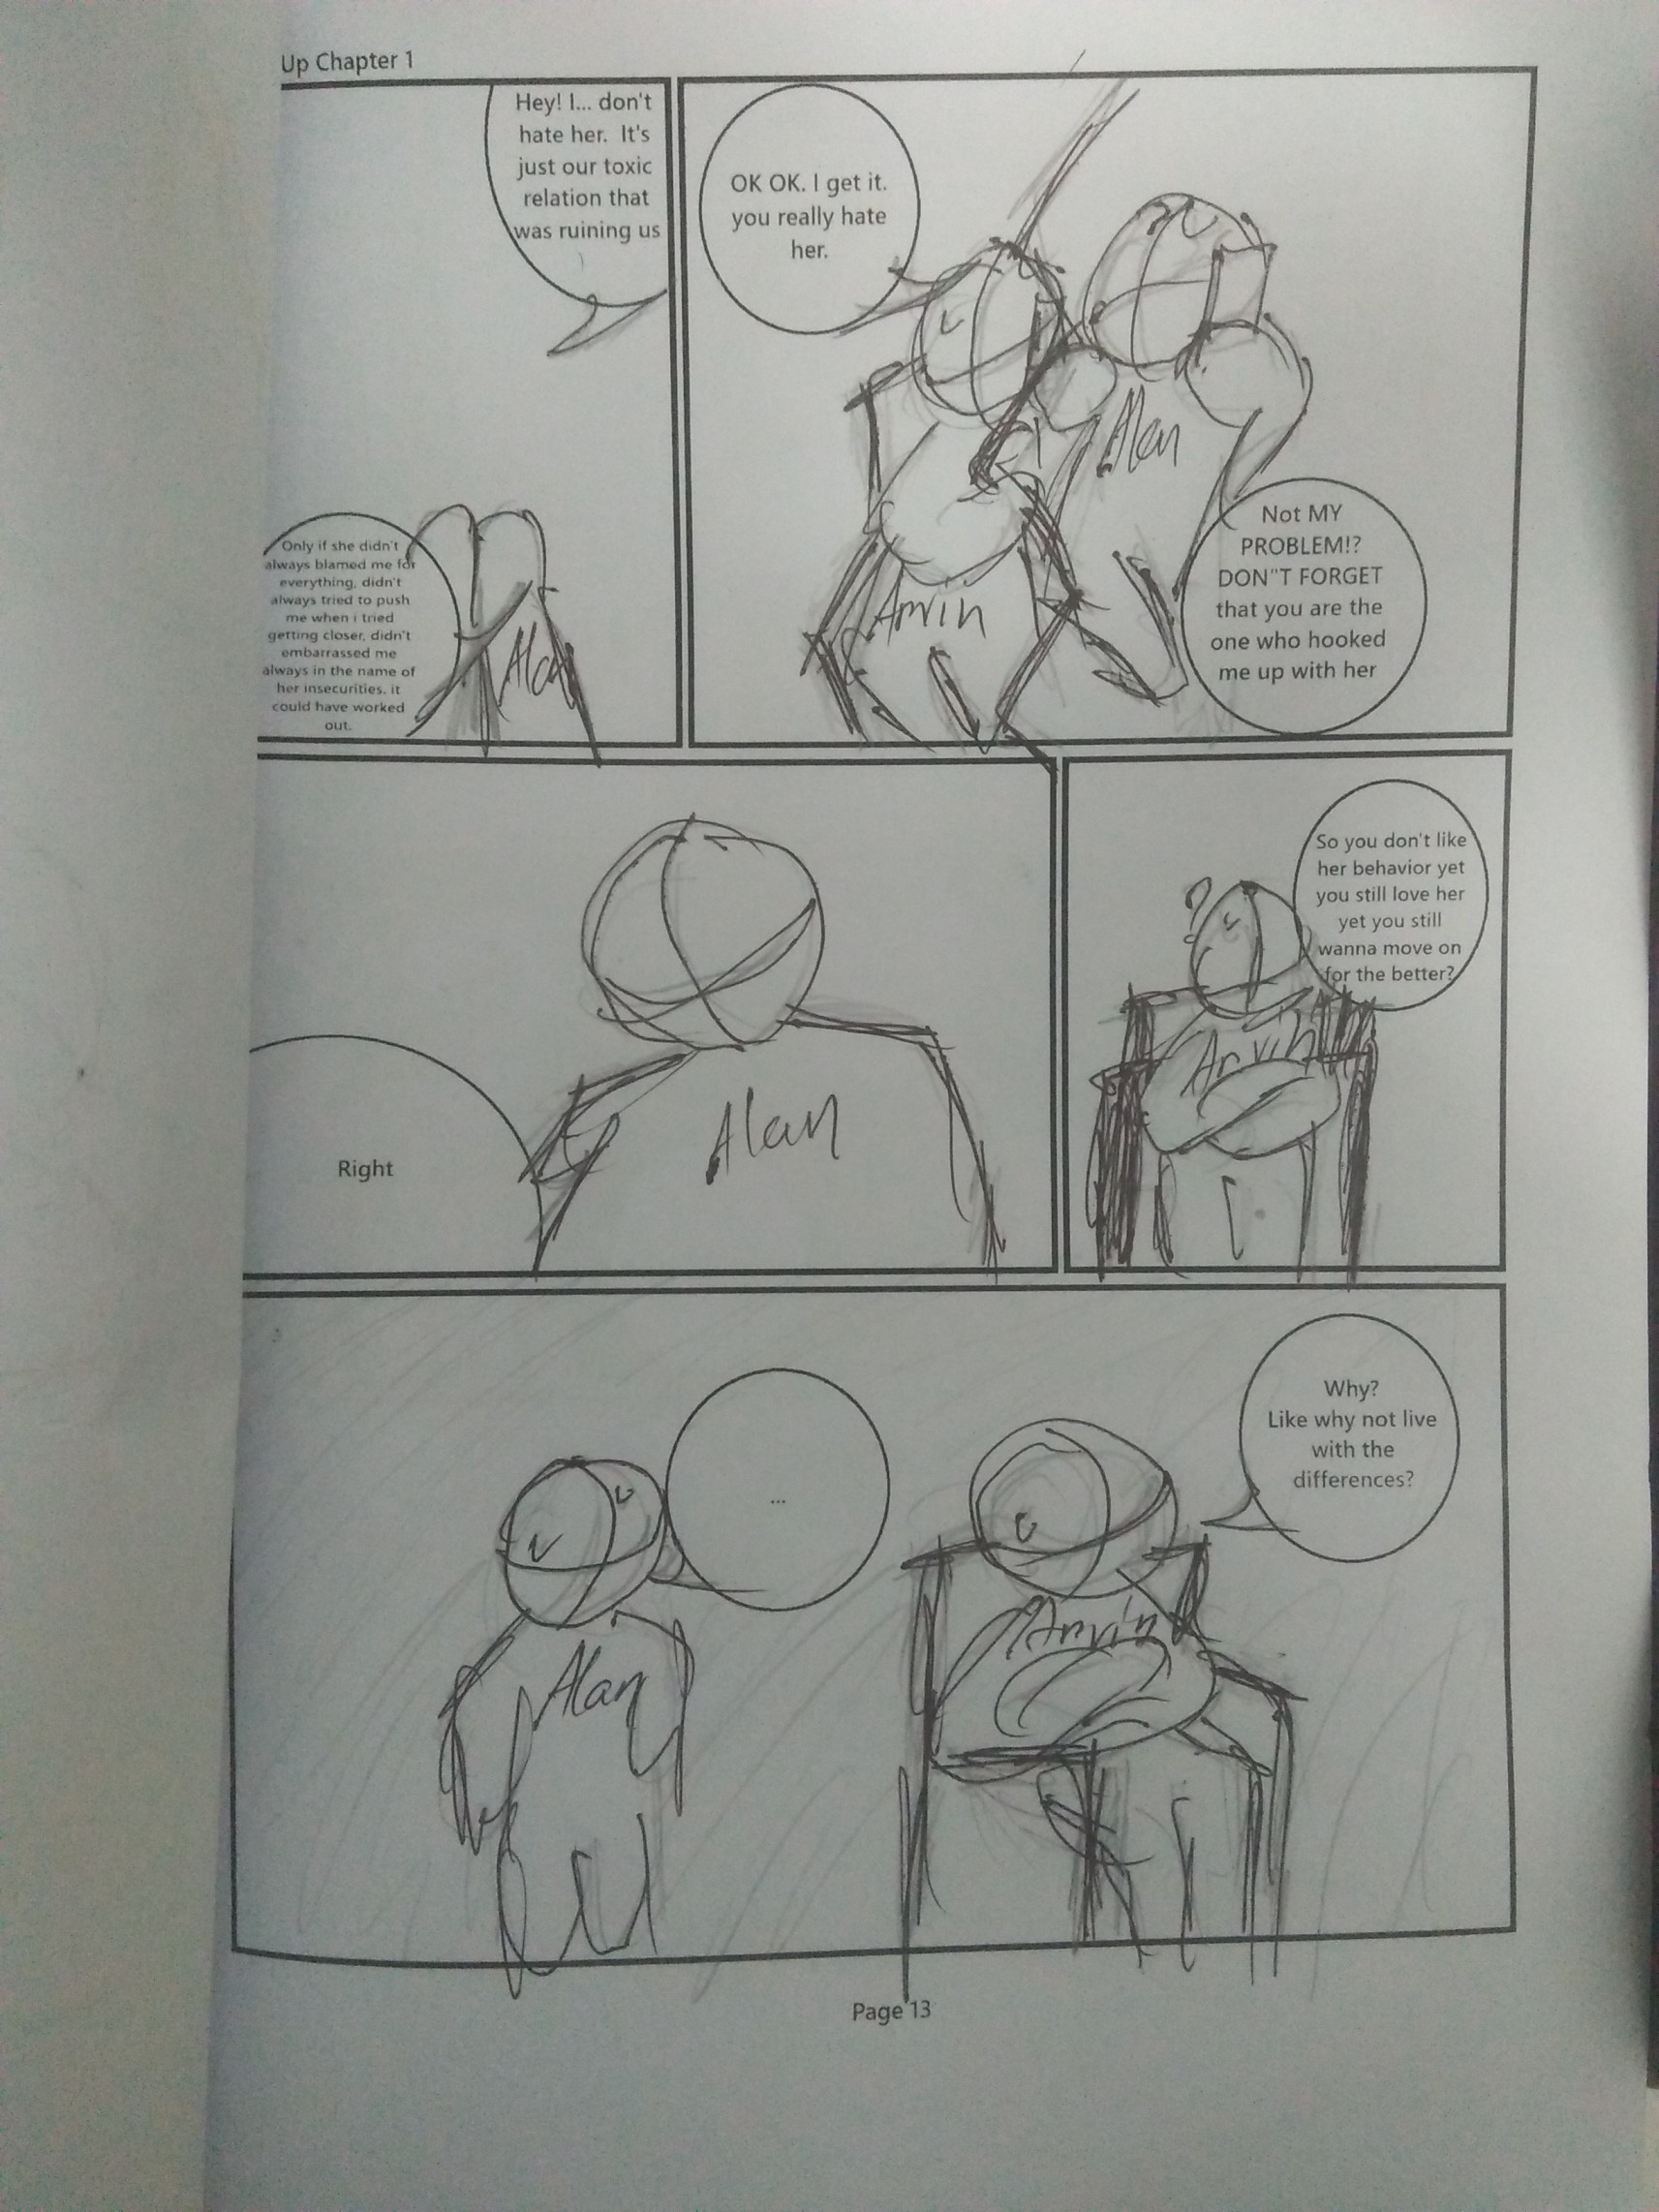 Up Chapter 1
Not MY
PROBLEM!?
DON"T FORGET
that you are the
one who hooked
me up with her
OK OK. I get it.
you really hate
her.
Alan
Arvin
Hey! I... don't
hate her. It's
just our toxic
relation that
was ruining us
Only if she didn't
always blamed me for
everything, didn't
always tried to push
me when i tried
getting closer, didn't
embarrassed me
always in the name of
her insecurities. it
could have worked
out.
Alan
So you don't like
her behavior yet
you still love her
yet you still
wanna move on
for the better?
?
Arvin
Alan
Right
Why?
Like why not live
with the
differences?
Arvin
...
Alan
Page 13